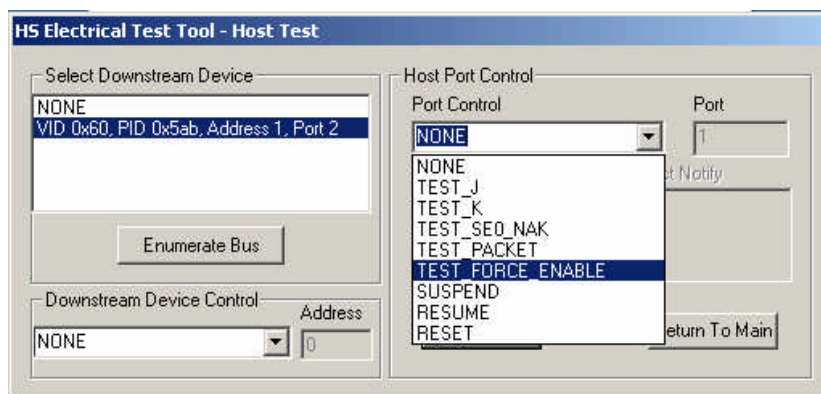 HS Electrical Test Tool - Host Test
Select Downstream Device
NONE
VID 0x60, PID 0x5ab, Address 1, Port 2
Enumerate Bus
Downstream Device Control
Address
NONE
0
Host Port Control
Port Control
Port
NONE
1
NONE
TEST_J
TEST_K
TEST_SE0_NAK
TEST_PACKET
TEST_FORCE_ENABLE
SUSPEND
RESUME
RESET
Notify
To Main